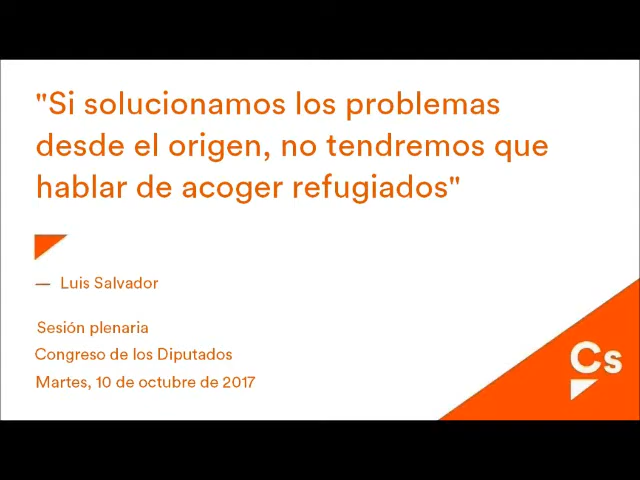 "Si solucionamos los problemas
desde el origen, no tendremos que
hablar de acoger refugiados"
— Luis Salvador
Sesión plenaria
Congreso de los Diputados
Martes, 10 de octubre de 2017
Cs